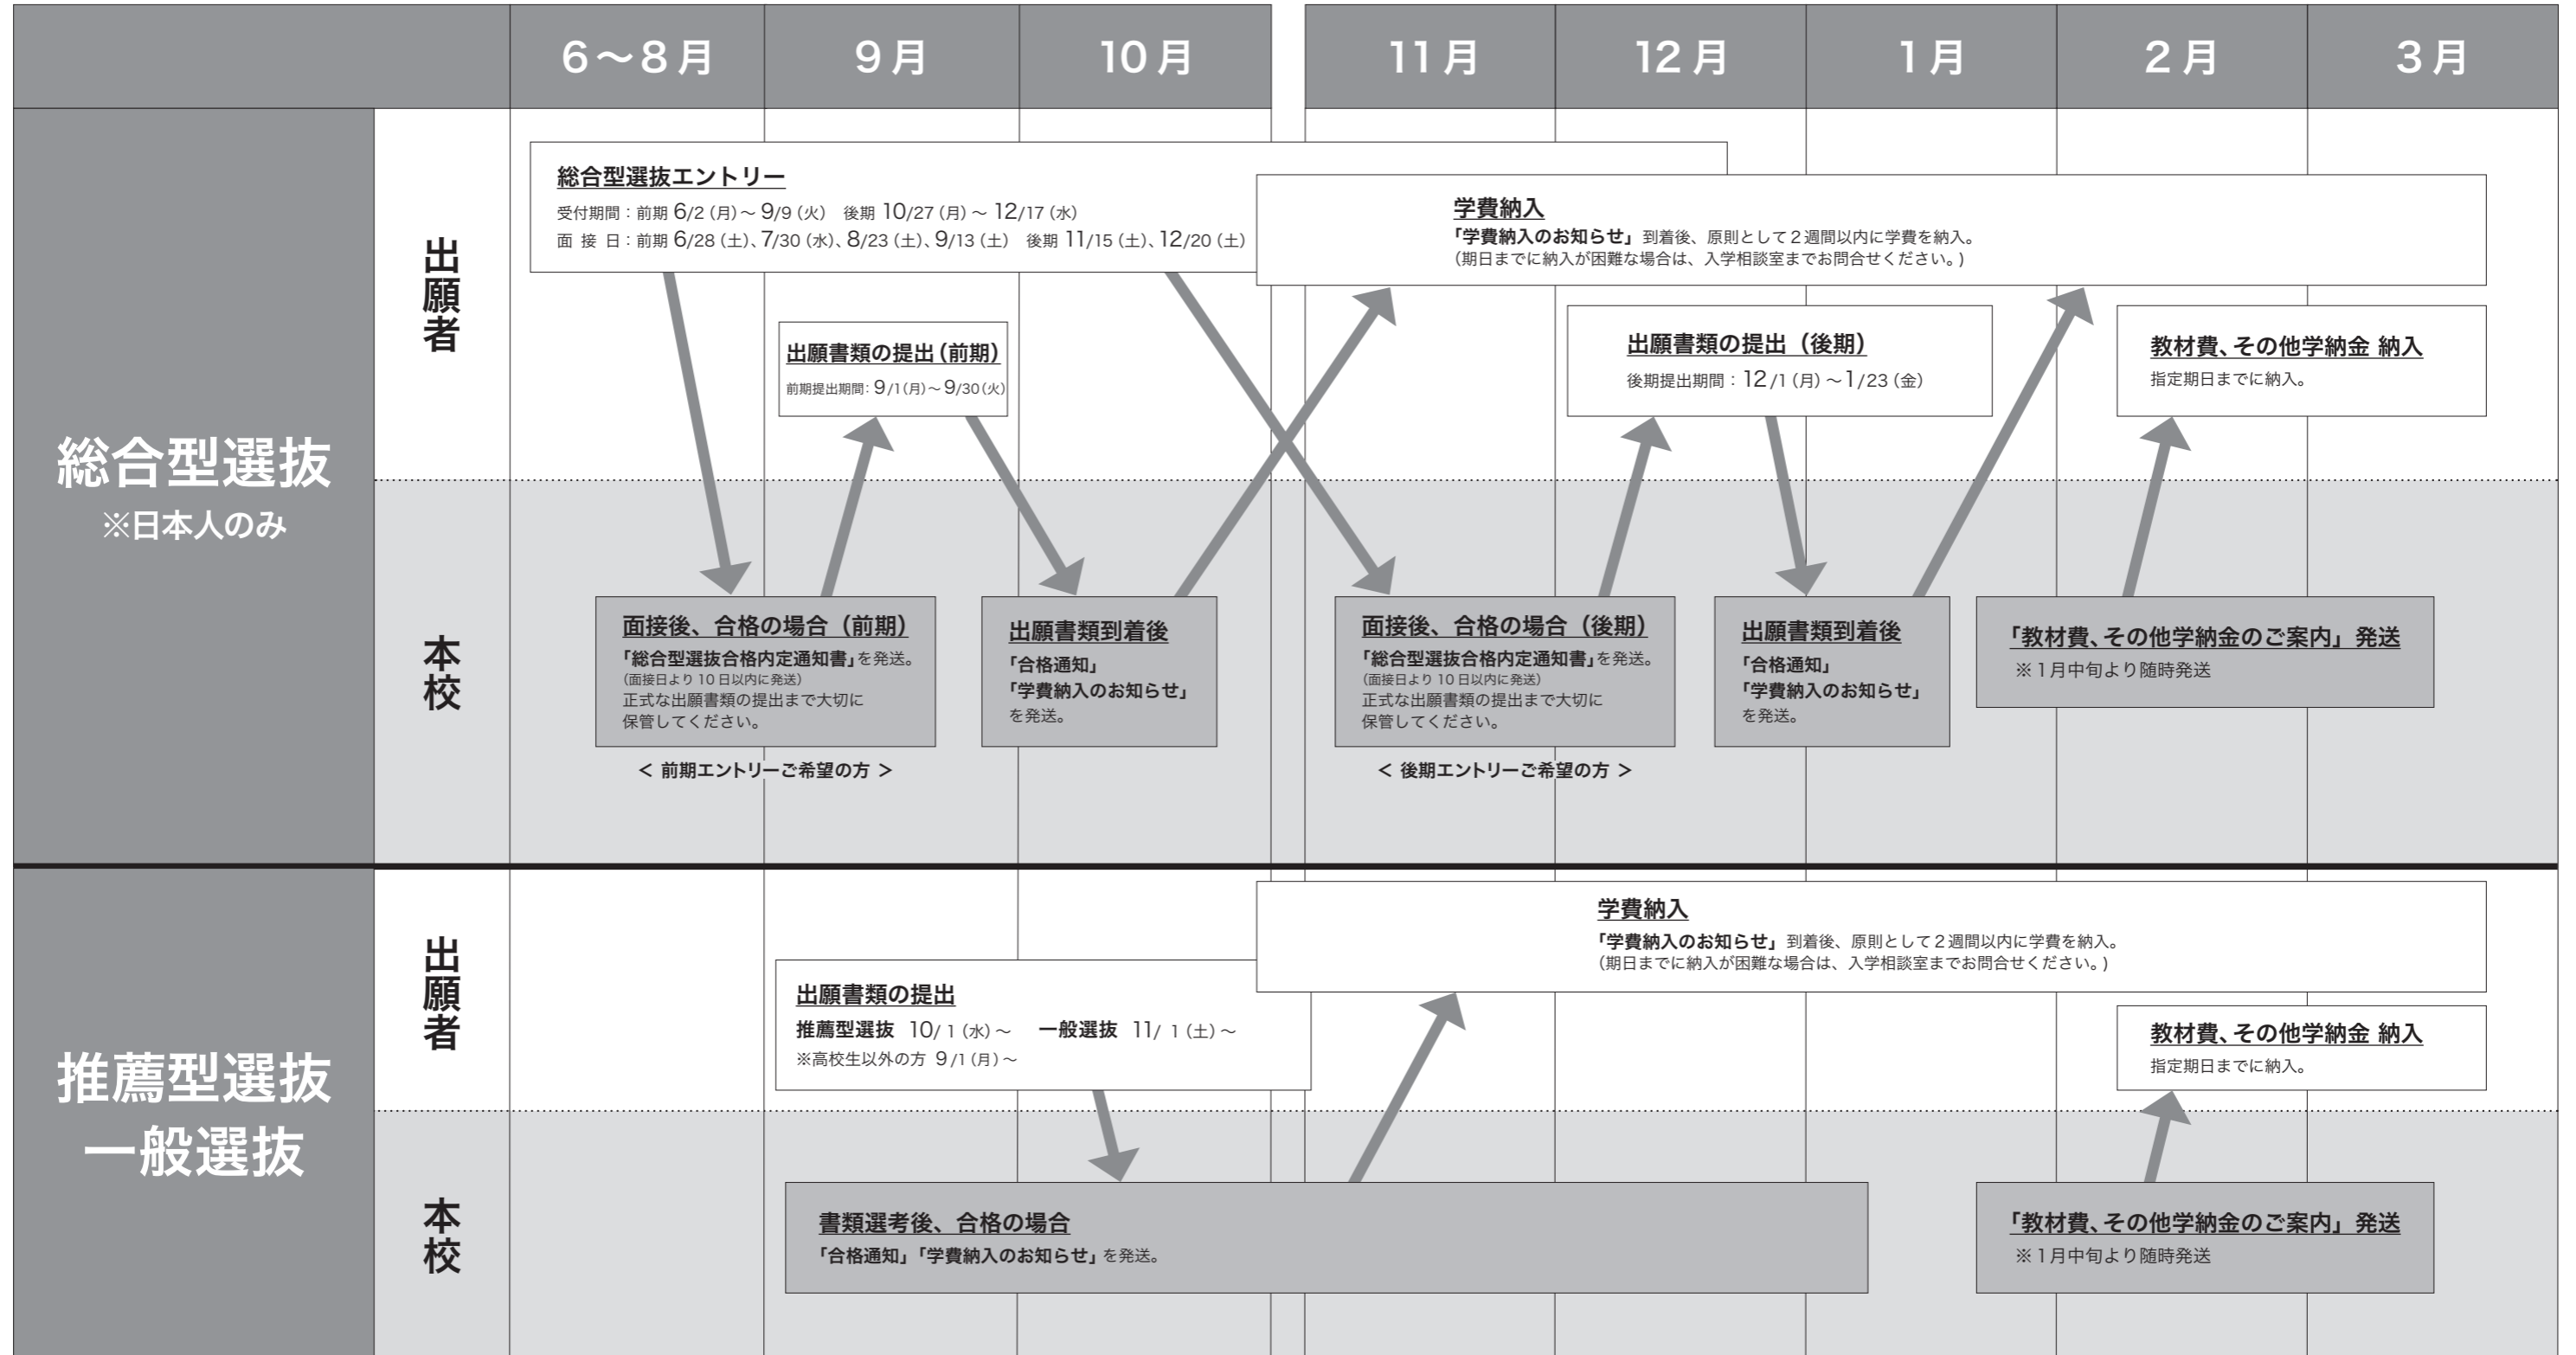 6～8月 9月 10月 11月 12月 1月 2月 3月
総合型選抜
※日本人のみ
出願者
総合型選抜エントリー
受付期間：前期 6/2（月）～ 9/9（火） 後期 10/27（月）～ 12/17（水）
面 接 日：前期 6/28（土）、7/30（水）、8/23（土）、9/13（土） 後期 11/15（土）、12/20（土）
学費納入
「学費納入のお知らせ」到着後、原則として2週間以内に学費を納入。
（期日までに納入が困難な場合は、入学相談室までお問合せください。)
出願書類の提出（前期）
前期提出期間：9/1（月）～ 9/30（火）
出願書類の提出（後期）
後期提出期間：12/1（月）～1/23（金）
教材費、その他学納金 納入
指定期日までに納入。
本校
面接後、合格の場合（前期）
「総合型選抜合格内定通知書」を発送。
（面接日より 10 日以内に発送）
正式な出願書類の提出まで大切に
保管してください。
＜ 前期エントリーご希望の方 ＞
出願書類到着後
「合格通知」
「学費納入のお知らせ」
を発送。
面接後、合格の場合（後期）
「総合型選抜合格内定通知書」を発送。
（面接日より 10 日以内に発送）
正式な出願書類の提出まで大切に
保管してください。
＜ 後期エントリーご希望の方 ＞
出願書類到着後
「合格通知」
「学費納入のお知らせ」
を発送。
「教材費、その他学納金のご案内」発送
※1月中旬より随時発送
推薦型選抜
一般選抜
出願者
学費納入
「学費納入のお知らせ」到着後、原則として2週間以内に学費を納入。
（期日までに納入が困難な場合は、入学相談室までお問合せください。)
出願書類の提出
推薦型選抜 10/ 1（水）～ 一般選抜 11/ 1（土）～
※高校生以外の方 9/1（月）～
教材費、その他学納金 納入
指定期日までに納入。
本校
書類選考後、合格の場合
「合格通知」「学費納入のお知らせ」を発送。
「教材費、その他学納金のご案内」発送
※1月中旬より随時発送